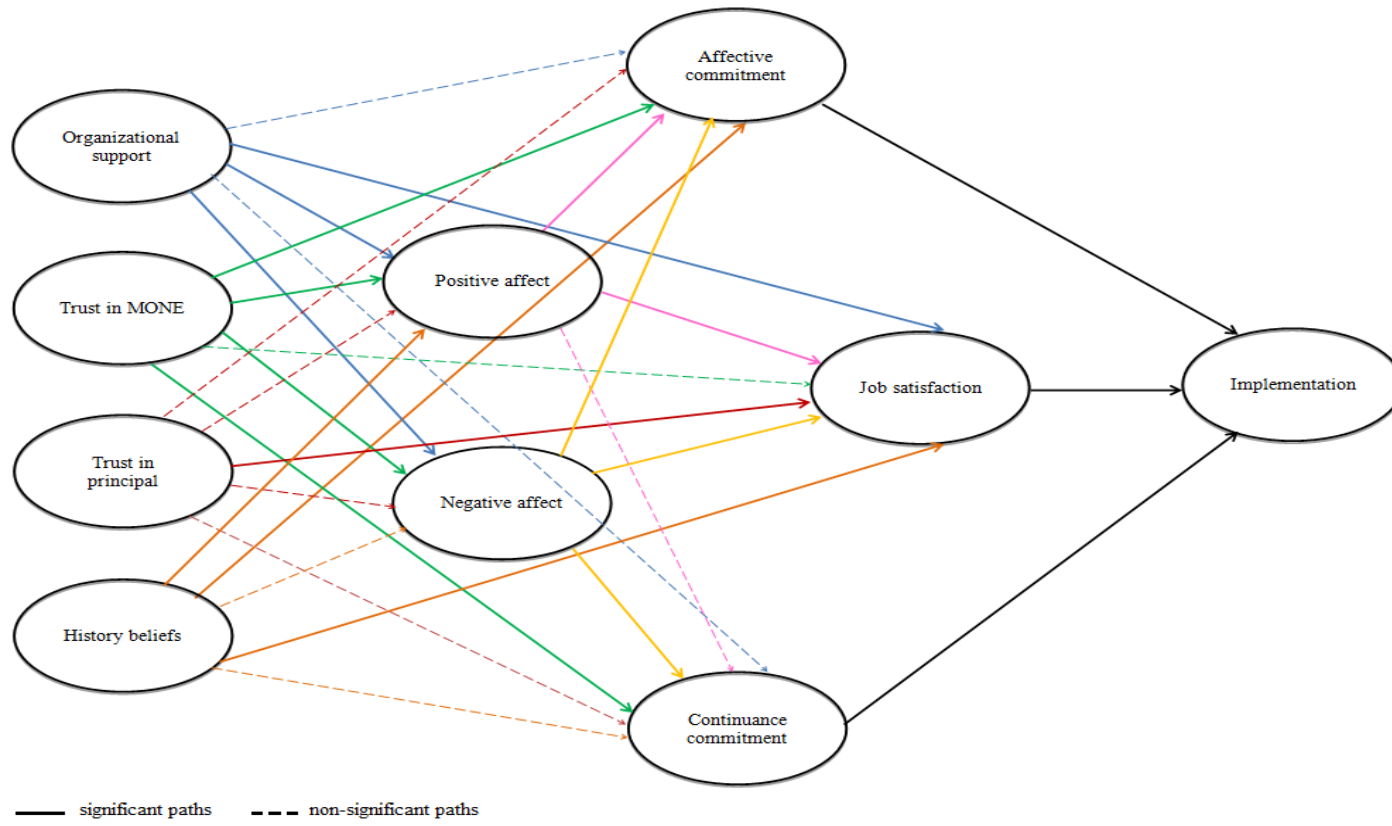 Affective
commitment
Organizational
support
Positive affect
Trust in MONE
Job satisfaction
Implementation
Trust in
principal
Negative affect
History beliefs
Continuance
commitment
significant paths
non-significant paths